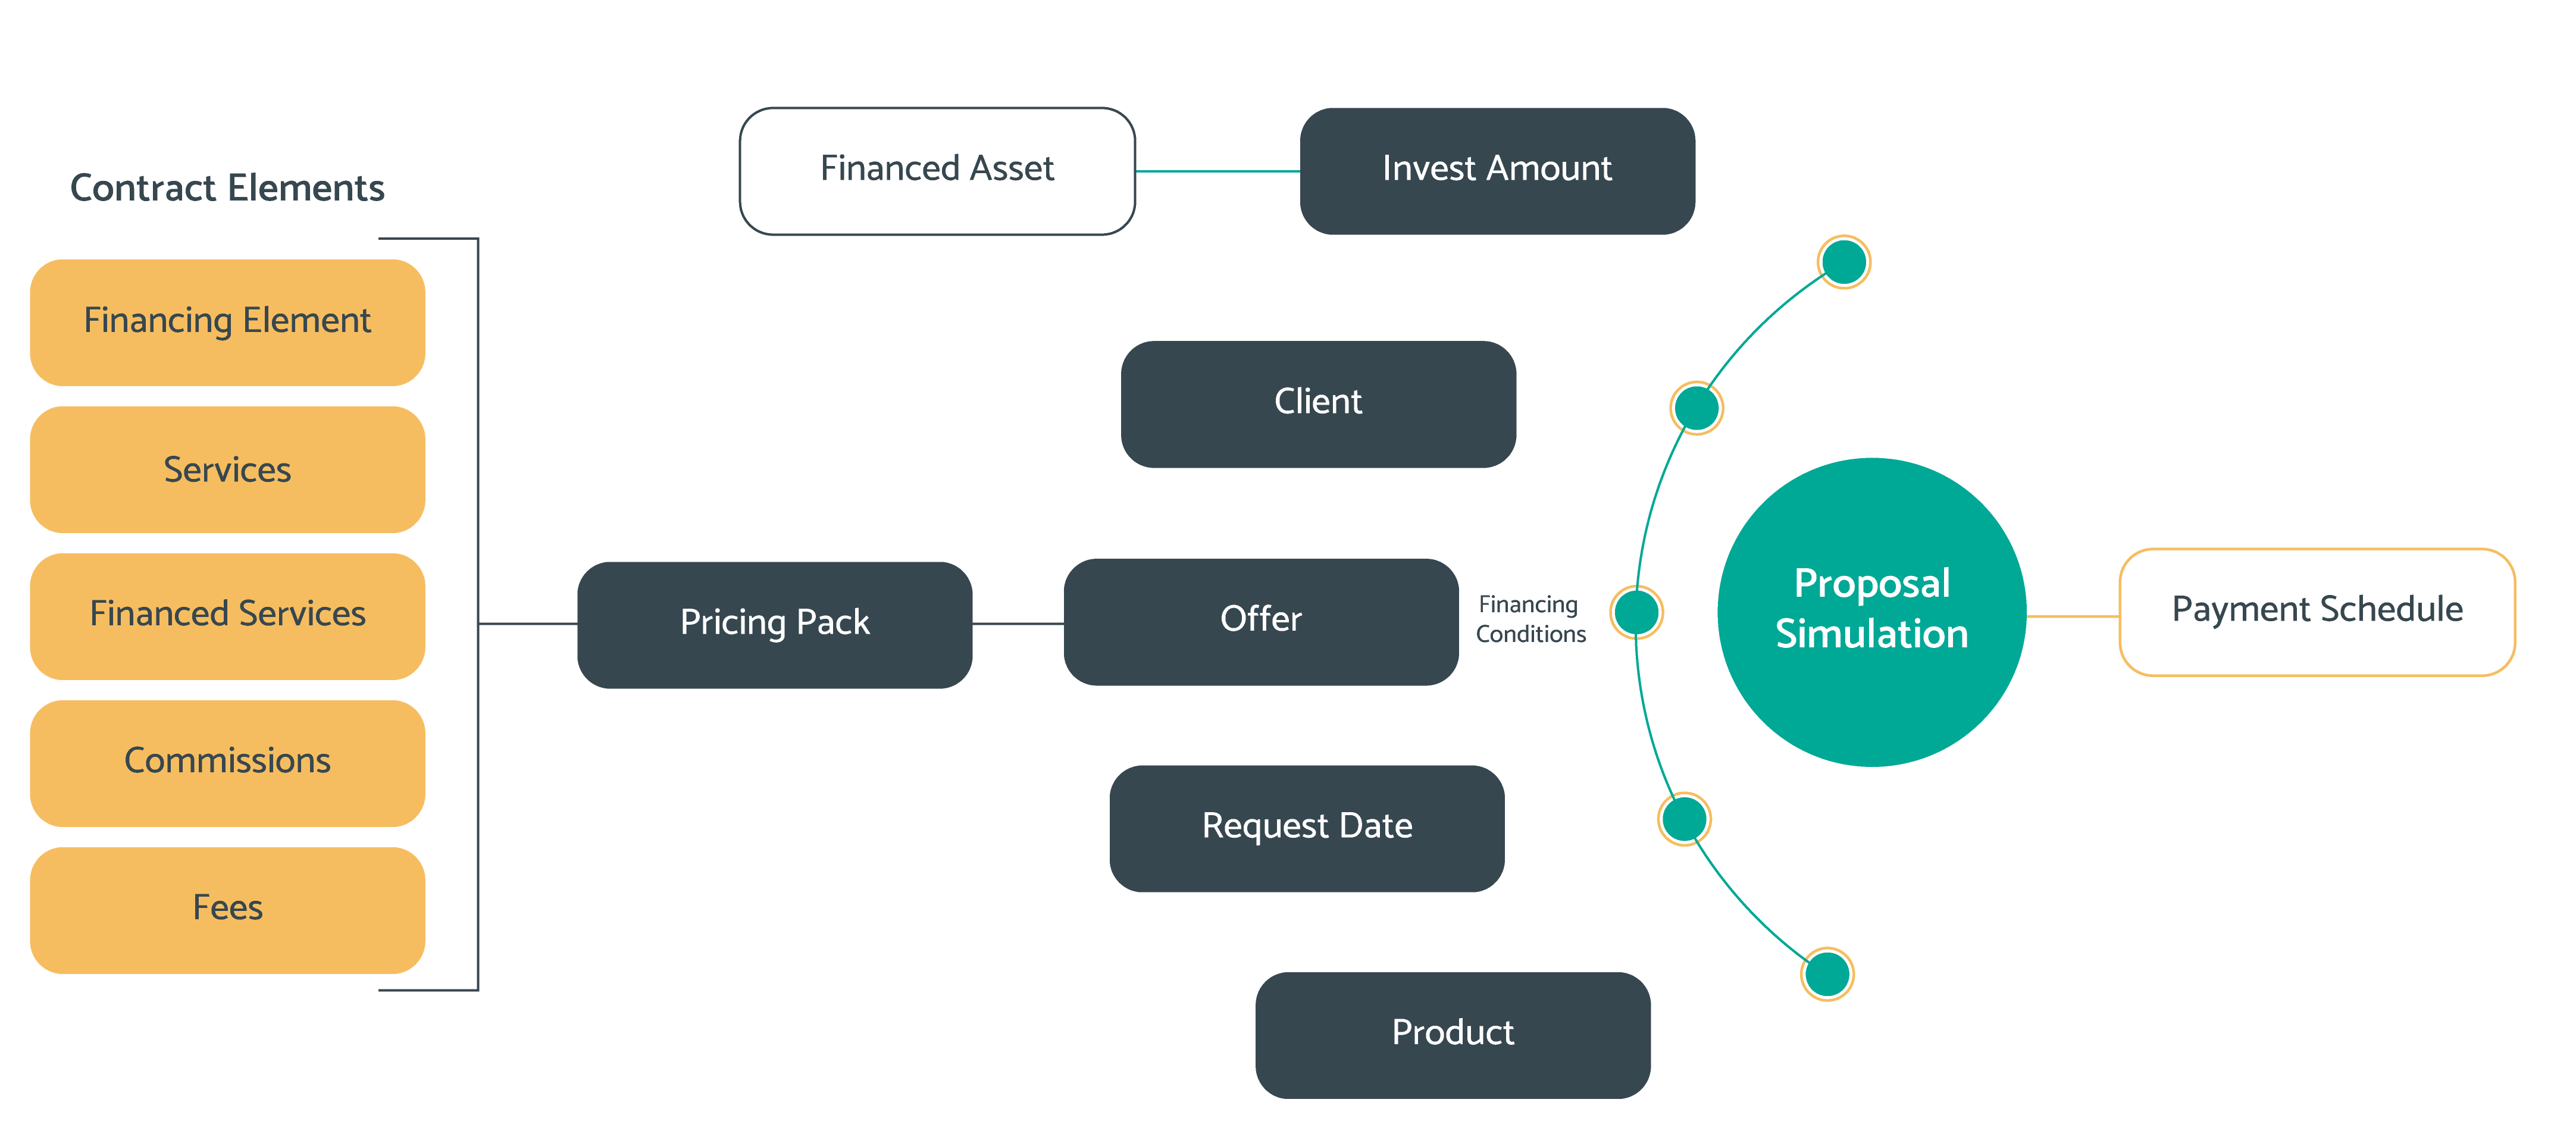 Contract Elements
Financing Element
Services
Financed Services
Commissions
Fees
Pricing Pack
Financed Asset
Invest Amount
Client
Offer
Financing
Conditions
Request Date
Product
Proposal
Simulation
Payment Schedule